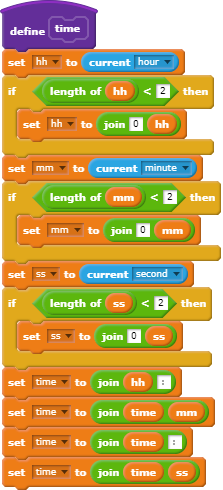 define time
set hh to current hour
if length of hh < 2 then
set hh to join 0 hh
set mm to current minute
if length of mm < 2 then
set mm to join 0 mm
set ss to current second
if length of ss < 2 then
set ss to join 0 ss
set time to join hh :
set time to join time mm
set time to join time :
set time to join time ss